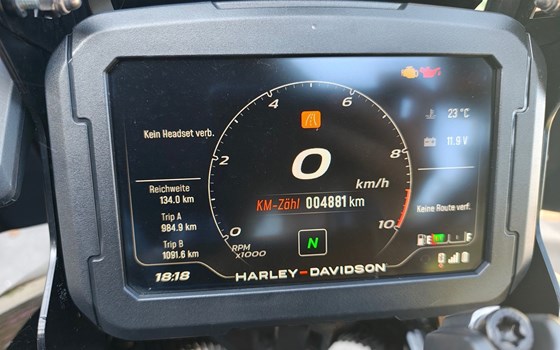 4 6
Kein Headset verb.
23 °C
11.9 V
2 8
0
Reichweite
134.0 km
km/h
Trip A
984.9 km
KM-Zähl 004881 km
Keine Route verf.
Trip B
1091.6 km
0 10
RPM
x1000
N
E F
18:18
HARLEY-DAVIDSON